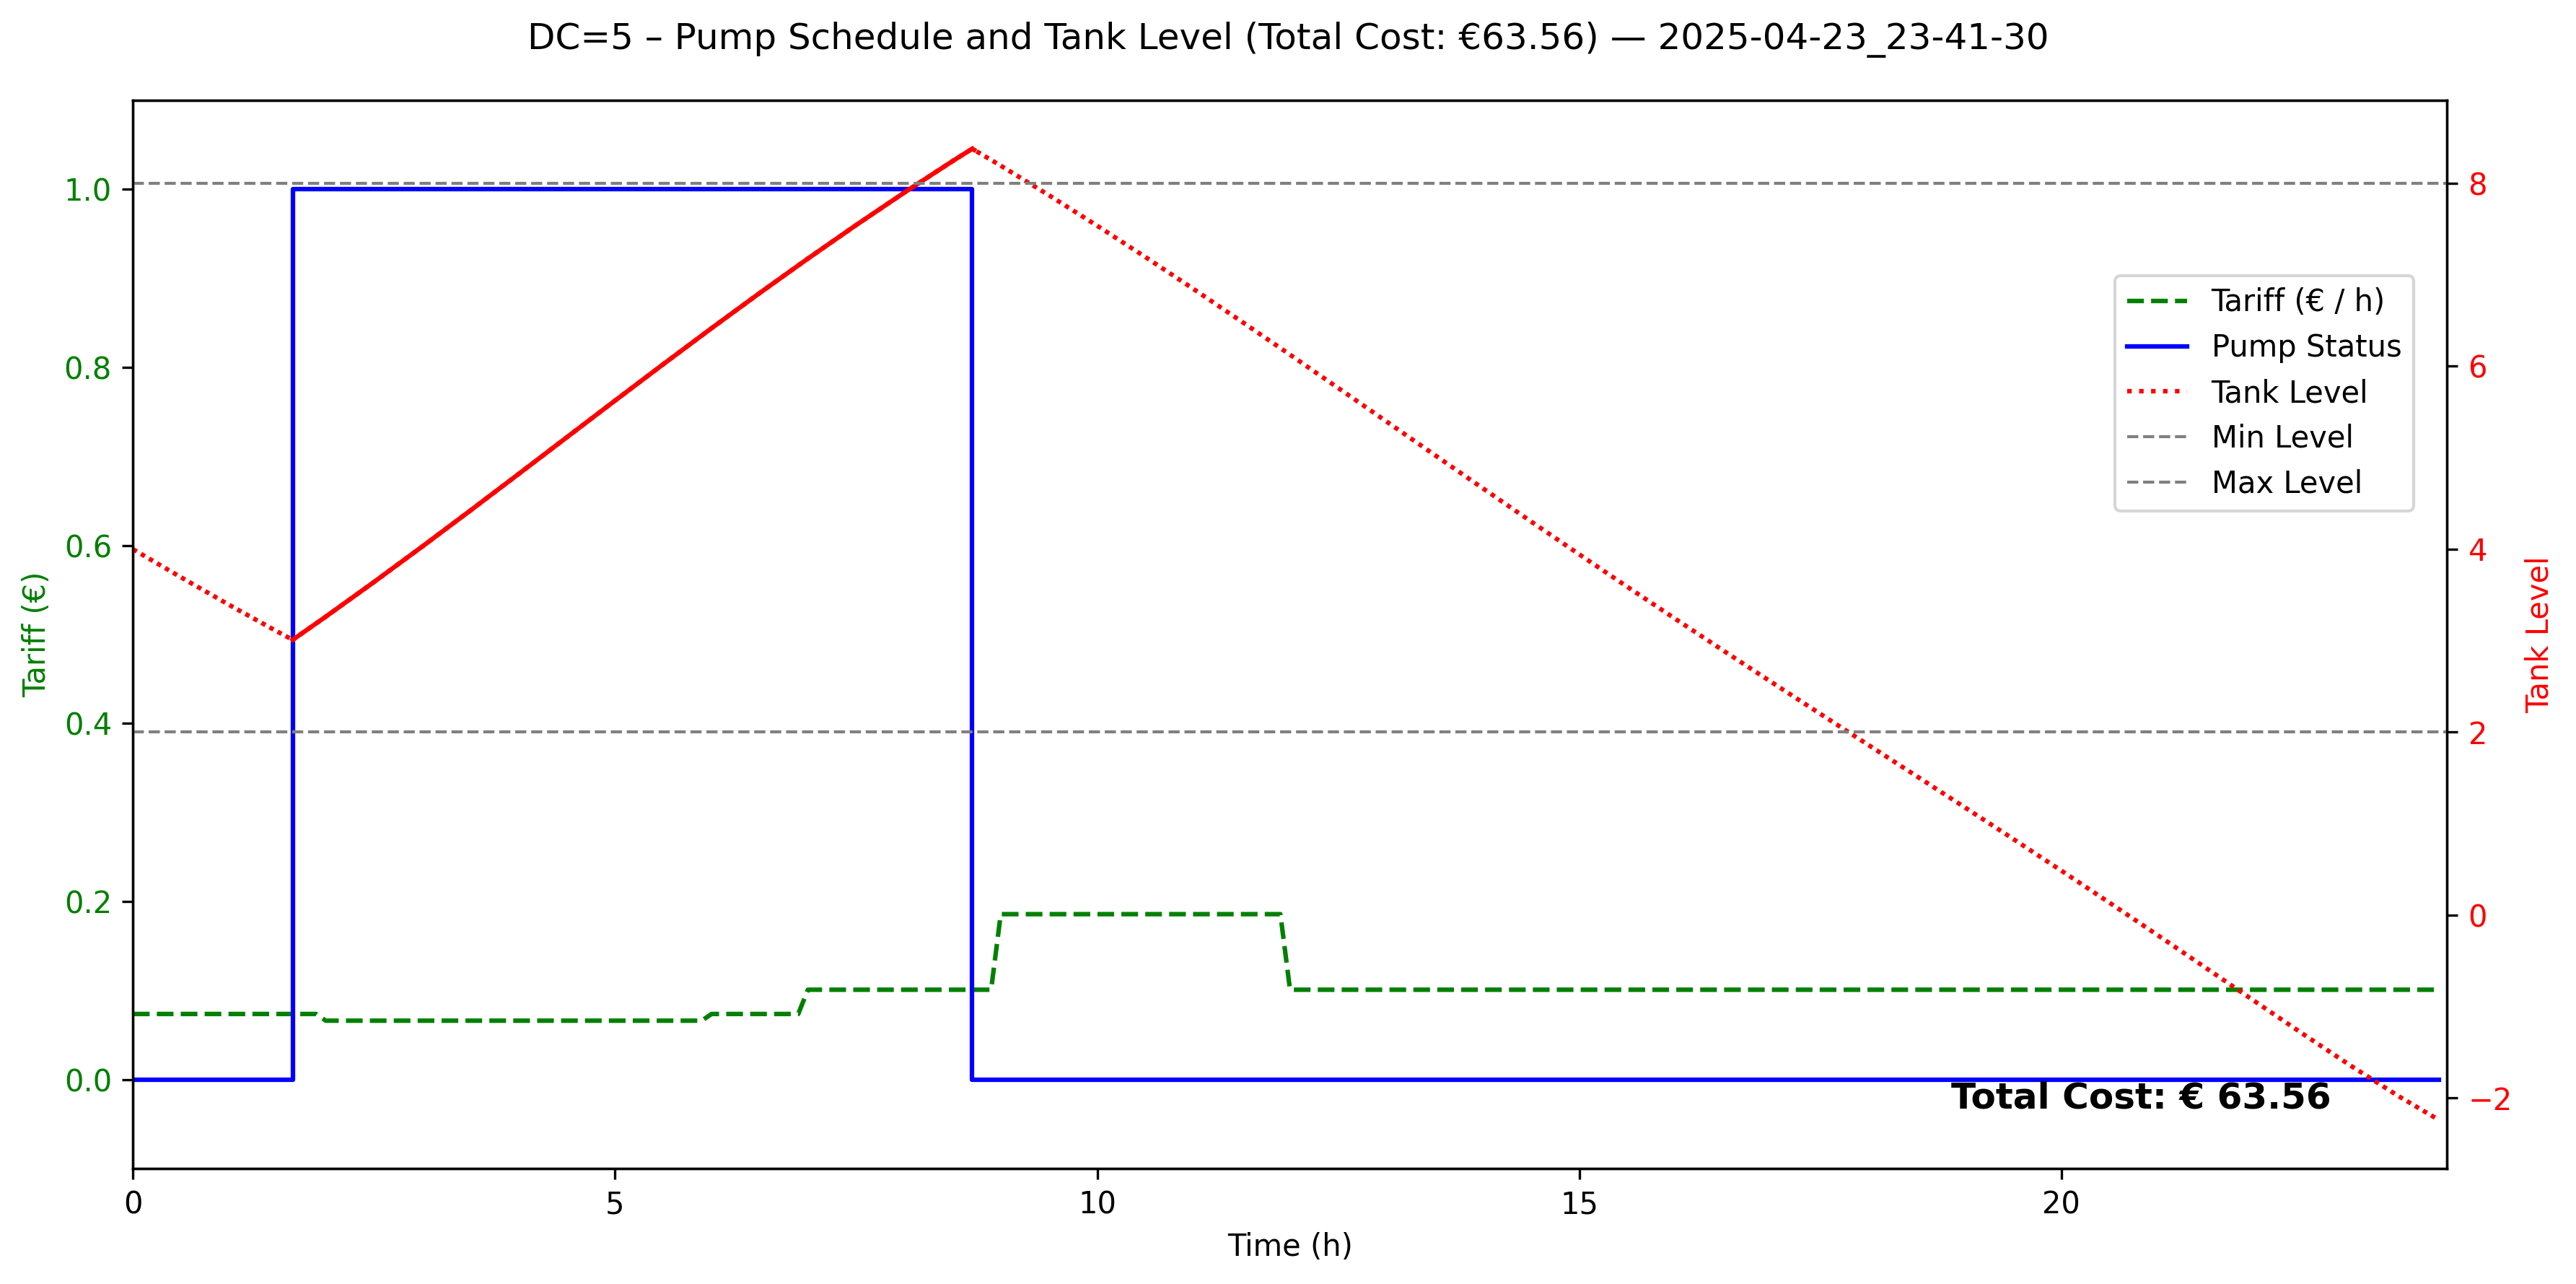 DC=5 – Pump Schedule and Tank Level (Total Cost: €63.56) — 2025-04-23_23-41-30
1.0
0.8
0.6
0.4
0.2
0.0
Tariff (€)
8
6
4
2
0
−2
Tank Level
Tariff (€ / h)
Pump Status
Tank Level
Min Level
Max Level
Total Cost: € 63.56
0 5 10 15 20
Time (h)